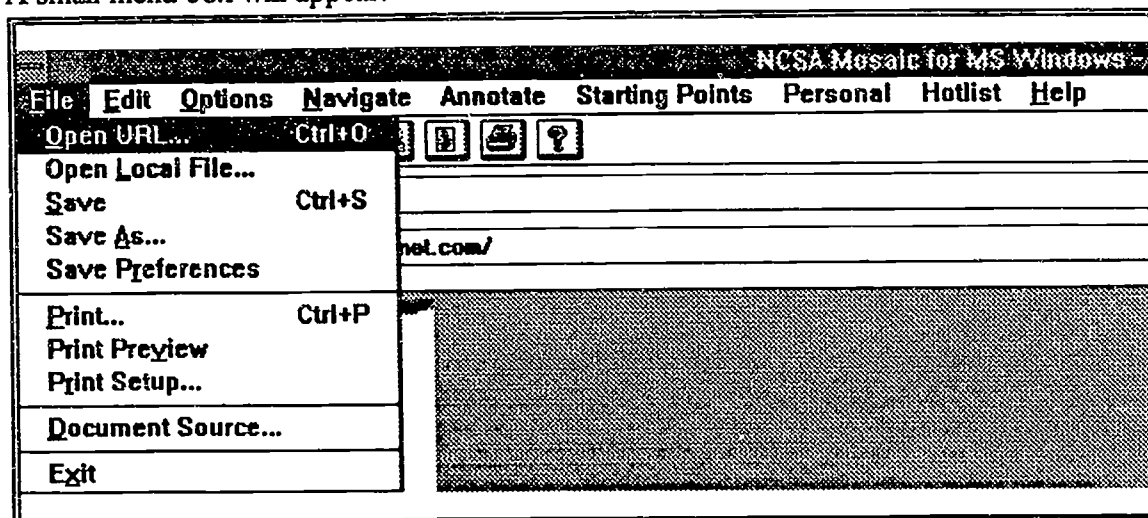 A small menu box will appear.
NCSA Mosaic for MS Windows -
File Edit Options Navigate Annotate Starting Points Personal Hotlist Help
Open URL... Ctrl+O
Open Local File...
Save Ctrl+S
Save As...
net.com/
Save Preferences
Print... Ctrl+P
Print Preview
Print Setup...
Document Source...
Exit